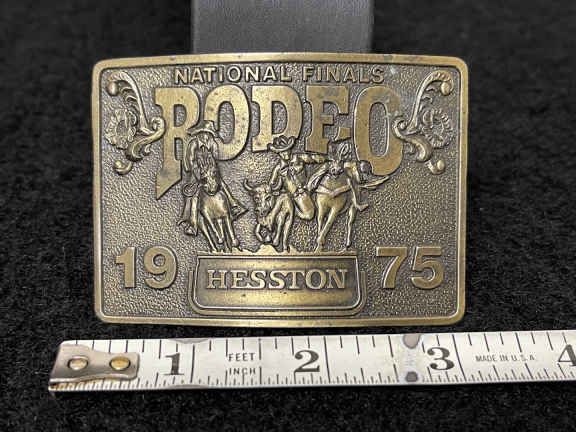 NATIONAL FINALS
RODEO
19 75
HESSTON
1 FEET INCH 2 3 MADE IN U.S.A. 4